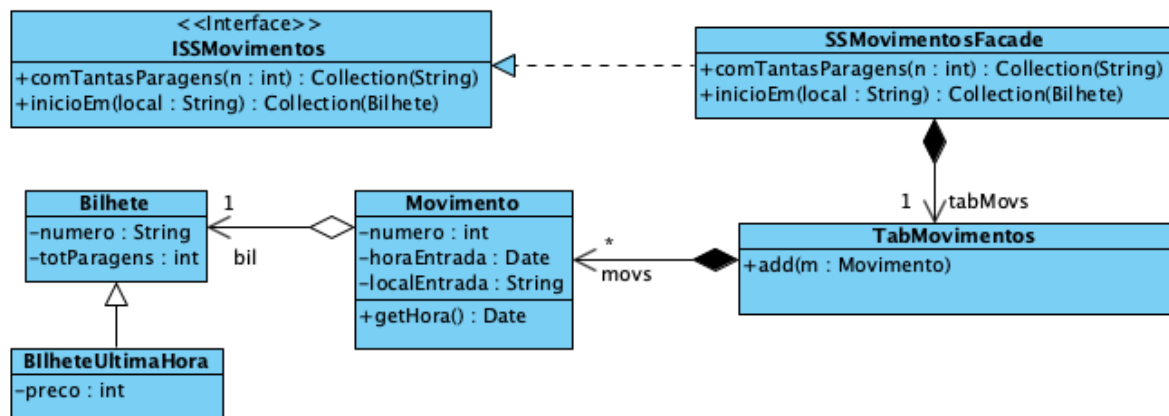 <<Interface>>
ISSMovimentos
+comTantasParagens(n : int) : Collection(String)
+inicioEm(local : String) : Collection(Bilhete)
SSMovimentosFacade
+comTantasParagens(n : int) : Collection(String)
+inicioEm(local : String) : Collection(Bilhete)
Bilhete
-numero : String
-totParagens : int
1
bil
Movimento
-numero : int
-horaEntrada : Date
-localEntrada : String
+getHora() : Date
*
movs
1 tabMovs
TabMovimentos
+add(m : Movimento)
BIlheteUltimaHora
-preco : int